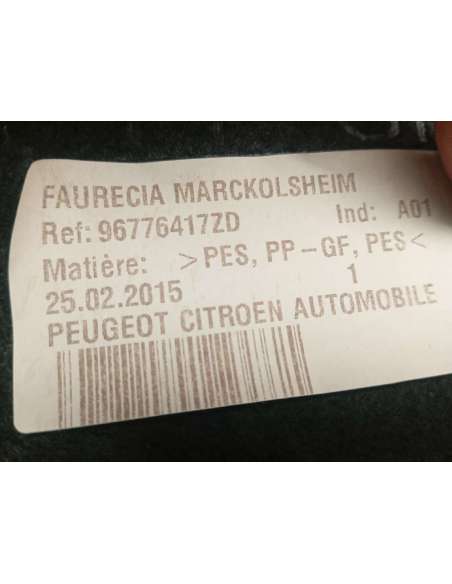 FAURECIA MARCKOLSHEIM
Ref: 96776417ZD Ind: A01
Matière: >PES, PP-GF, PES<
25.02.2015 1
PEUGEOT CITROEN AUTOMOBILE